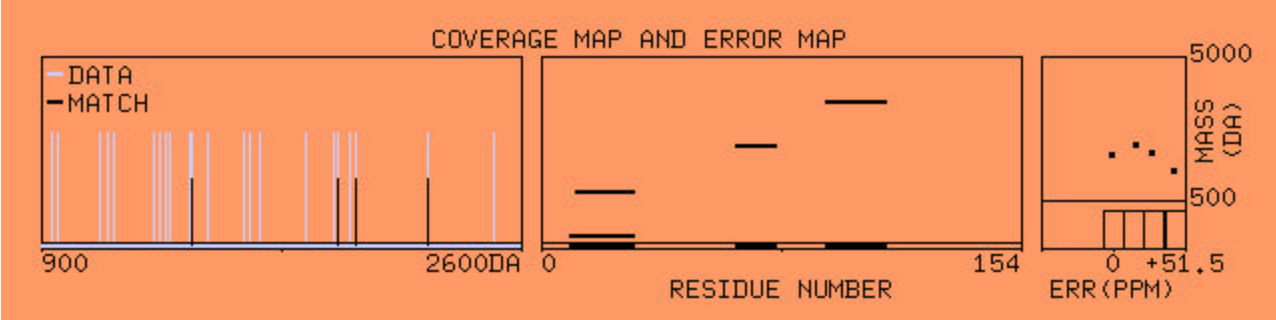 COVERAGE MAP AND ERROR MAP
DATA
MATCH
5000
MASS
(DA)
500
900
2600DA
0
154
0
+51.5
RESIDUE NUMBER
ERR(PPM)